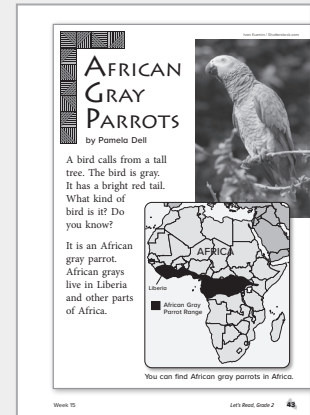 Ivan Kuzmin / Shutterstock.com
AFRICAN
GRAY
PARROTS
by Pamela Dell
A bird calls from a tall
tree. The bird is gray.
It has a bright red tail.
What kind of
bird is it? Do
you know?
It is an African
gray parrot.
African grays
live in Liberia
and other parts
of Africa.
AFRICA
Liberia
African Gray
Parrot Range
You can find African gray parrots in Africa.
Week 15
Let's Read, Grade 2
43